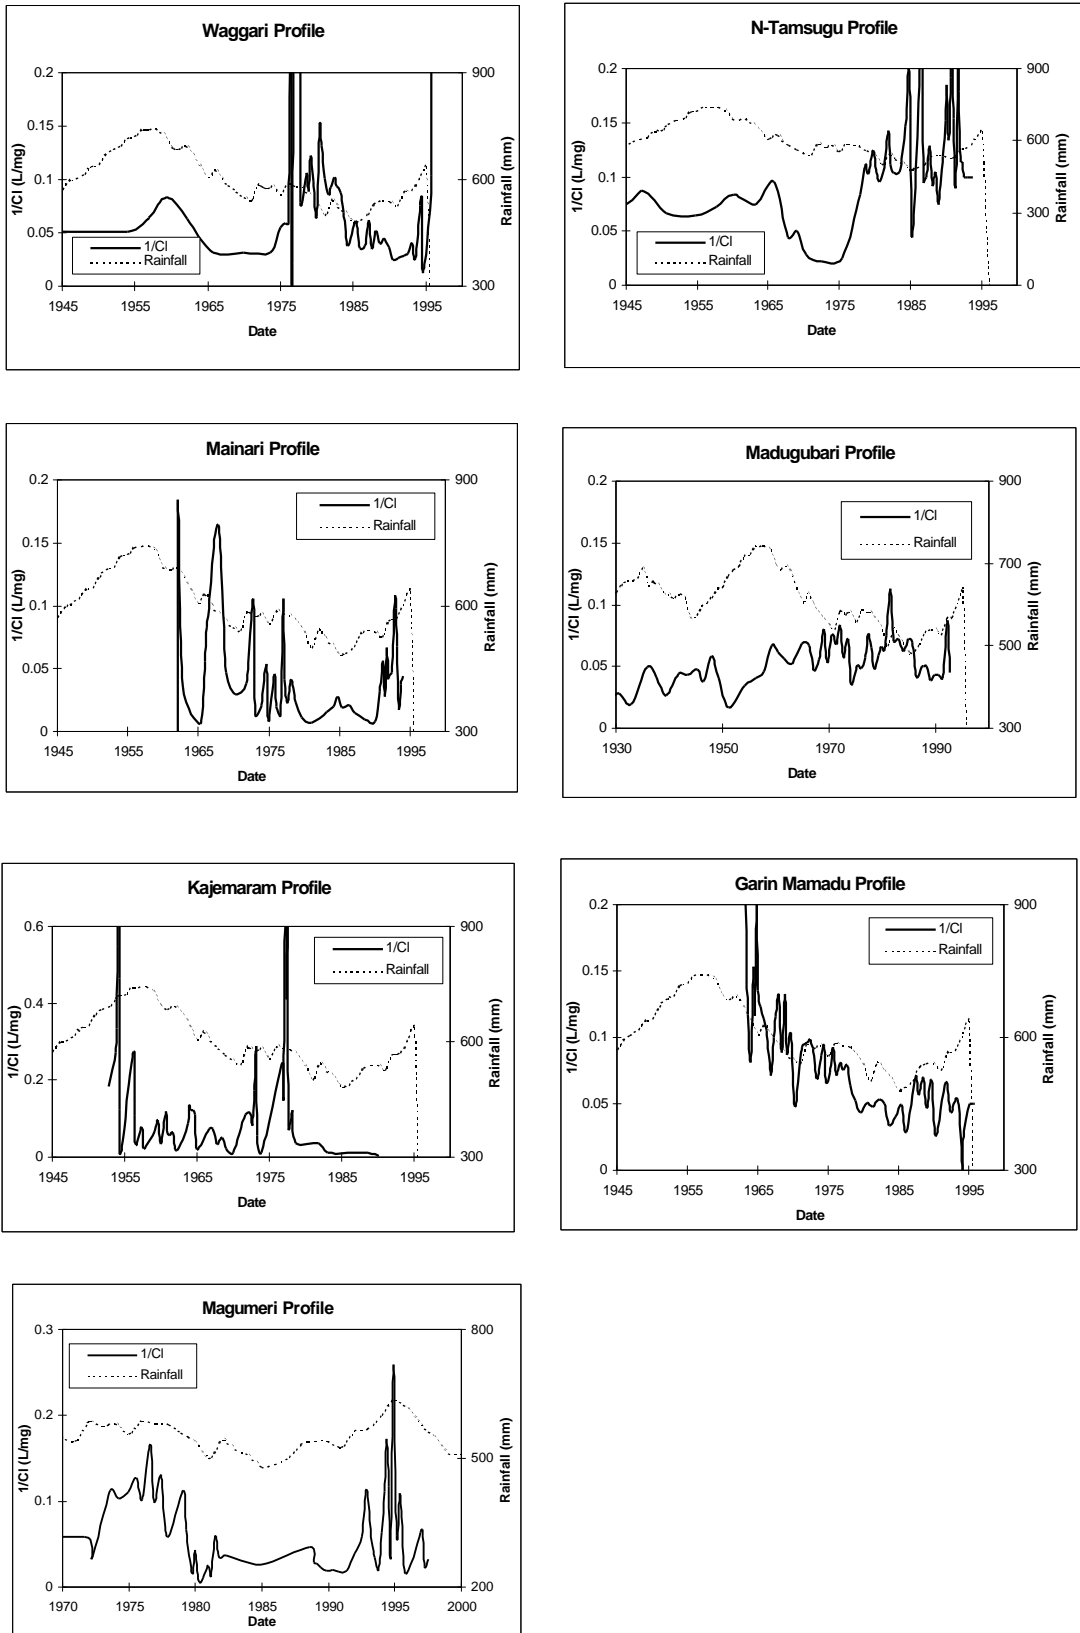 Waggari Profile
0.2
0.15
0.1
0.05
0
1/Cl (L/mg)
900
600
300
Rainfall (mm)
1/Cl
Rainfall
1945 1955 1965 1975 1985 1995
Date
N-Tamsugu Profile
0.2
0.15
0.1
0.05
0
1/Cl (L/mg)
900
600
300
0
Rainfall (mm)
1/Cl
Rainfall
1945 1955 1965 1975 1985 1995
Date
Mainari Profile
0.2
0.15
0.1
0.05
0
1/Cl (L/mg)
900
600
300
Rainfall (mm)
1/Cl
Rainfall
1945 1955 1965 1975 1985 1995
Date
Madugubari Profile
0.2
0.15
0.1
0.05
0
1/Cl (L/mg)
900
700
500
300
Rainfall (mm)
1/Cl
Rainfall
1930 1950 1970 1990
Date
Kajemaram Profile
0.6
0.4
0.2
0
1/Cl (L/mg)
900
600
300
Rainfall (mm)
1/Cl
Rainfall
1945 1955 1965 1975 1985 1995
Date
Garin Mamadu Profile
0.2
0.15
0.1
0.05
0
1/Cl (L/mg)
900
600
300
Rainfall (mm)
1/Cl
Rainfall
1945 1955 1965 1975 1985 1995
Date
Magumeri Profile
0.3
0.2
0.1
0
1/Cl (L/mg)
800
500
200
Rainfall (mm)
1/Cl
Rainfall
1970 1975 1980 1985 1990 1995 2000
Date